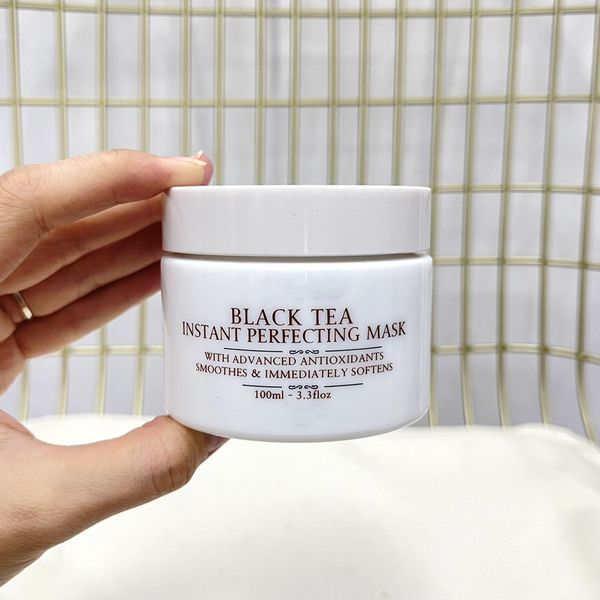 BLACK TEA
INSTANT PERFECTING MASK
WITH ADVANCED ANTIOXIDANTS
SMOOTHES & IMMEDIATELY SOFTENS
100ml - 3.3floz